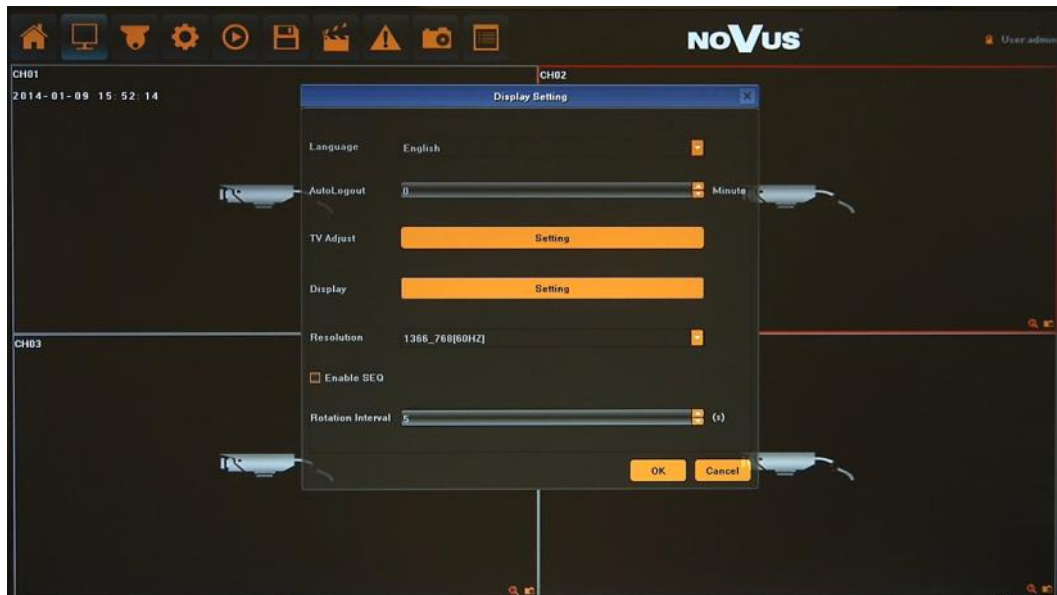 NOVUS
User:admin
CH01
CH02
2014-01-09 15:52:14
Display Setting
Language English
AutoLogout 0 Minute
TV Adjust Setting
Display Setting
Resolution 1366_768[60HZ]
CH03
Enable SEQ
Rotation Interval 5 (s)
OK Cancel